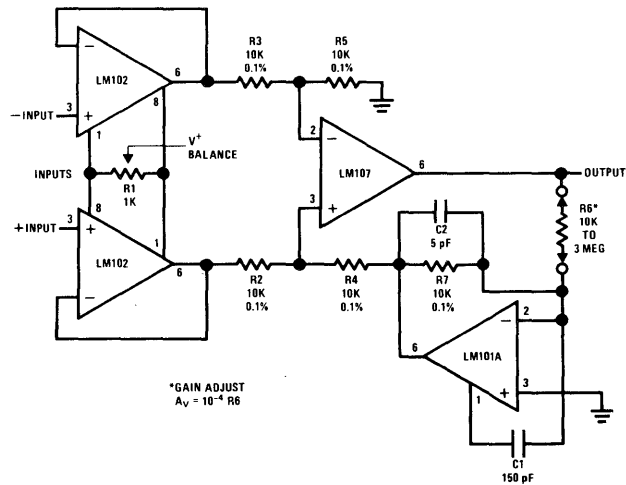 R3
10K
0.1%
R5
10K
0.1%
−
LM102
6
8
−INPUT
3
+
1
V+
BALANCE
INPUTS
R1
1K
2
−
LM107
6
OUTPUT
3
+
R6*
10K
TO
3 MEG
8
+INPUT
3
+
1
LM102
6
−
C2
5 pF
R2
10K
0.1%
R4
10K
0.1%
R7
10K
0.1%
6
−
2
LM101A
+
3
1
*GAIN ADJUST
AV = 10−4 R6
C1
150 pF